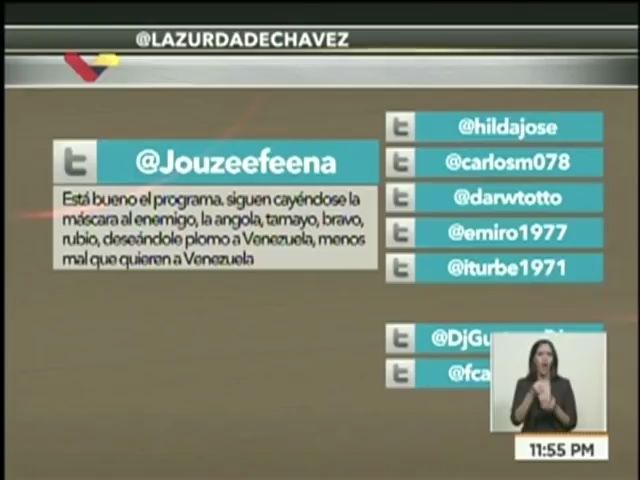 @LAZURDADECHAVEZ
@Jouzeefeena
Está bueno el programa. siguen cayéndose la
máscara al enemigo, la angola, tamayo, bravo,
rubio, deseándole plomo a Venezuela, menos
mal que quieren a Venezuela
@hildajose
@carlosm078
@darwtotto
@emiro1977
@iturbe1971
11:55 PM